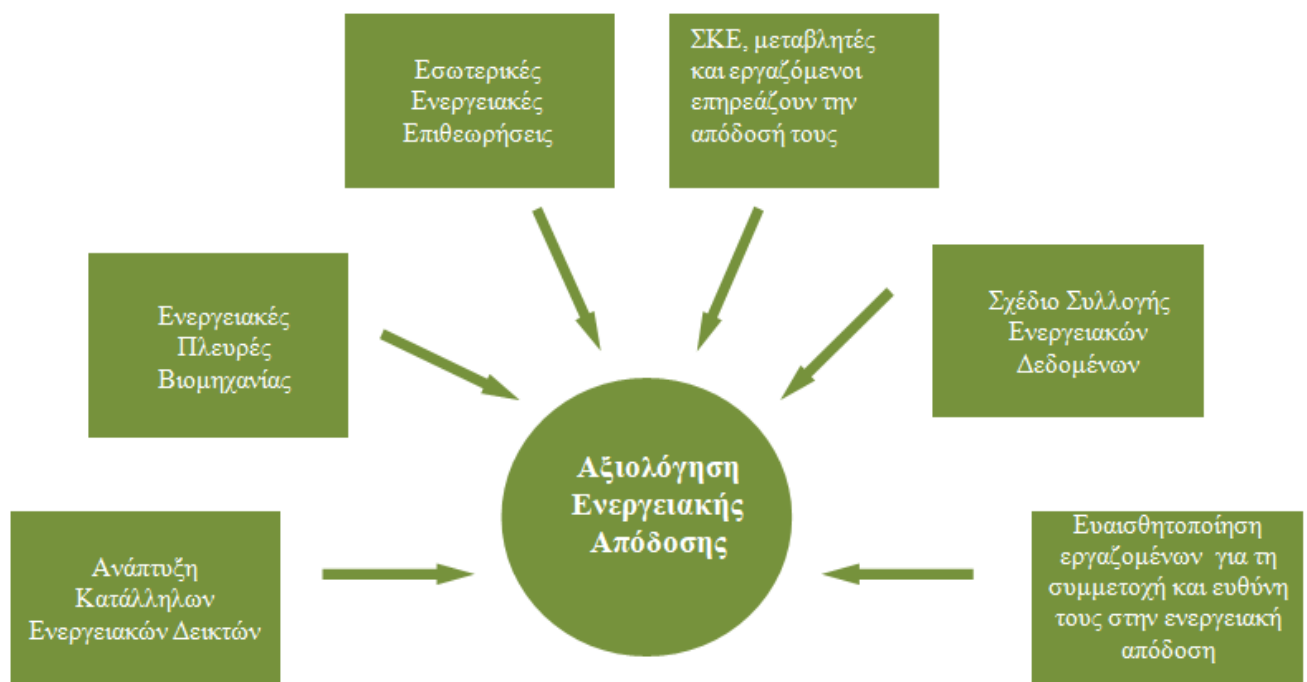 Εσωτερικές
Ενεργειακές
Επιθεωρήσεις
ΣΚΕ, μεταβλητές
και εργαζόμενοι
επηρεάζουν την
απόδοσή τους
Ενεργειακές
Πλευρές
Βιομηχανίας
Σχέδιο Συλλογής
Ενεργειακών
Δεδομένων
Αξιολόγηση
Ενεργειακής
Απόδοσης
Ανάπτυξη
Κατάλληλων
Ενεργειακών Δεικτών
Ευαισθητοποίηση
εργαζομένων για τη
συμμετοχή και ευθύνη
τους στην ενεργειακή
απόδοση